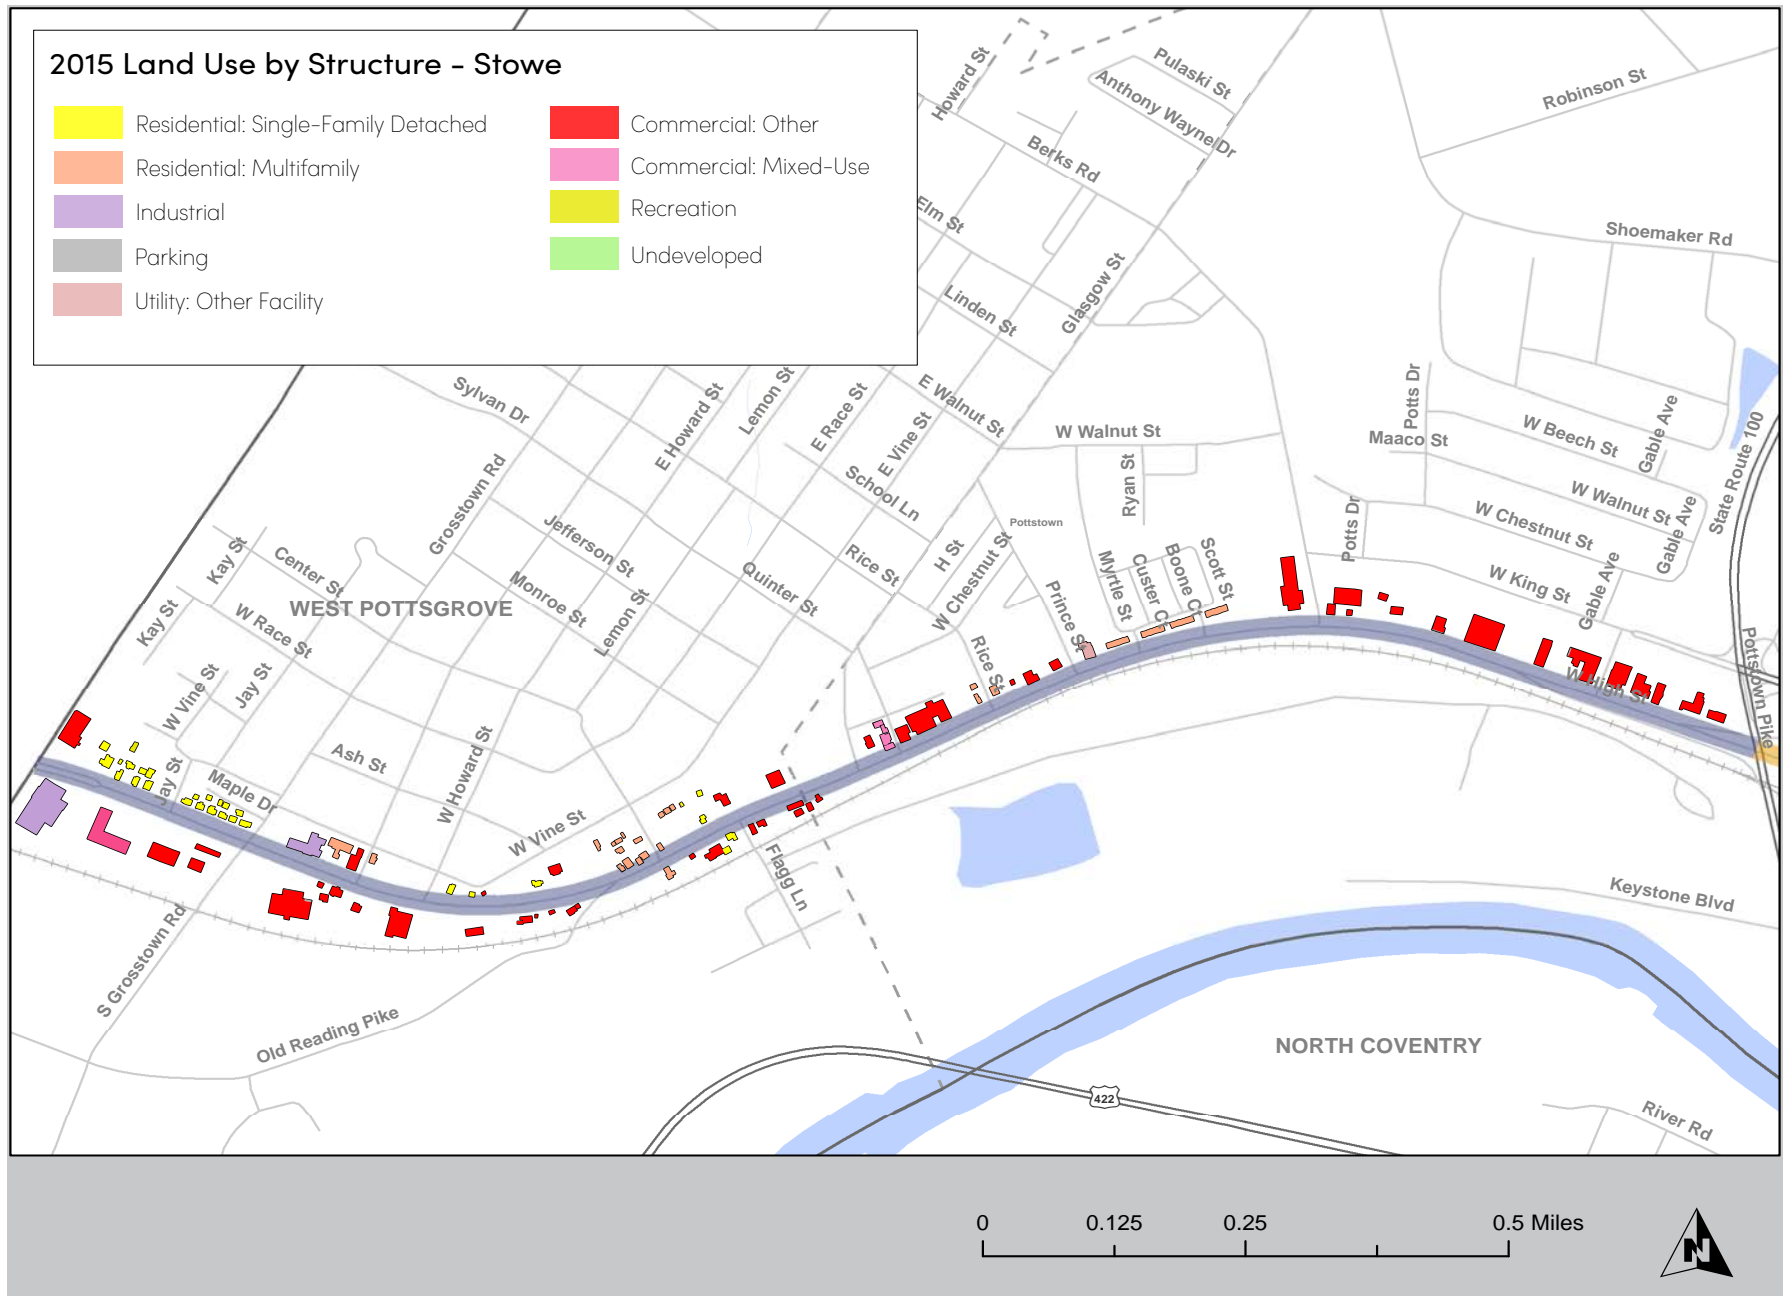 2015 Land Use by Structure - Stowe
Residential: Single-Family Detached
Residential: Multifamily
Industrial
Parking
Utility: Other Facility
Commercial: Other
Commercial: Mixed-Use
Recreation
Undeveloped
Howard St
Pulaski St
Anthony Wayne Dr
Berks Rd
Robinson St
Shoemaker Rd
Elm St
Linden St
Glasgow St
Sylvan Dr
E Howard St
Lemon St
E Race St
E Walnut St
E Vine St
W Walnut St
Potts Dr
Maaco St
W Beech St
Gable Ave
State Route 100
Grosstown Rd
School Ln
Ryan St
W Walnut St
Pottstown
Potts Dr
W Chestnut St
Gable Ave
Kay St
Center St
Jefferson St
Monroe St
Quinter St
Rice St
H St
W Chestnut St
Myrtle St
Custer Ct
Boone Ct
Scott St
W King St
Gable Ave
Kay St
W Race St
WEST POTTSGROVE
Lemon St
Prince St
Rice St
W High St
Pottstown Pike
W Vine St
Jay St
Ash St
Jay St
Maple Dr
W Howard St
W Vine St
Flagg Ln
Keystone Blvd
S Grosstown Rd
Old Reading Pike
NORTH COVENTRY
422
River Rd
0
0.125
0.25
0.5 Miles
N